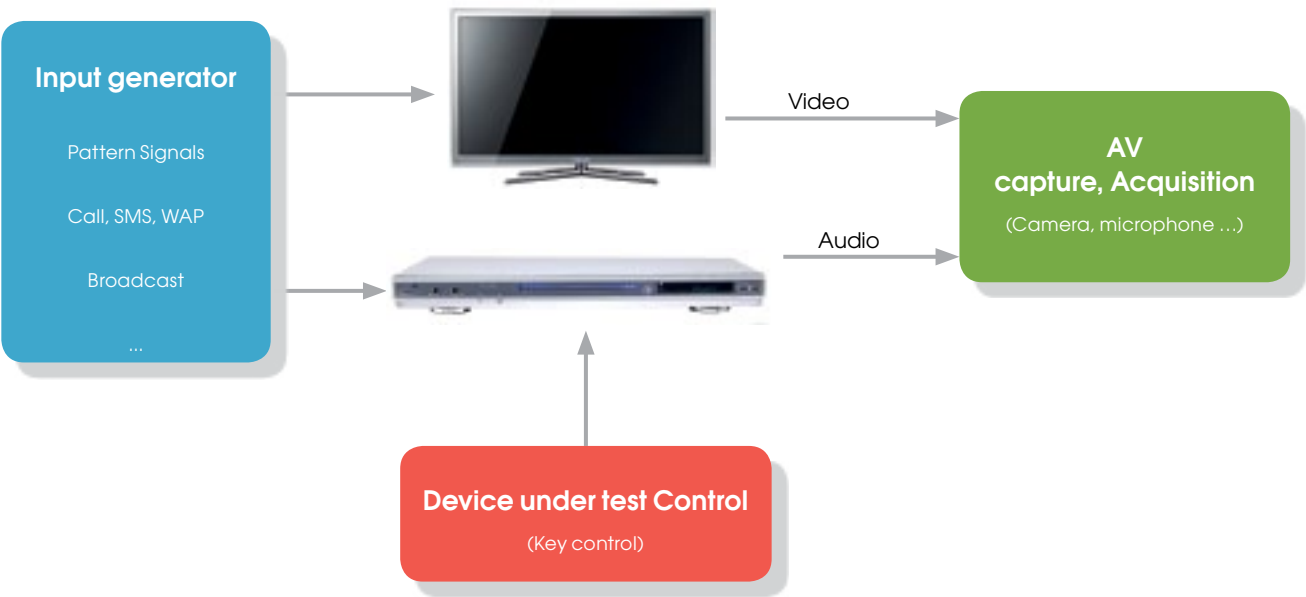 Input generator
Pattern Signals
Call, SMS, WAP
Broadcast
...
Video
Audio
AV
capture, Acquisition
(Camera, microphone ...)
Device under test Control
(Key control)